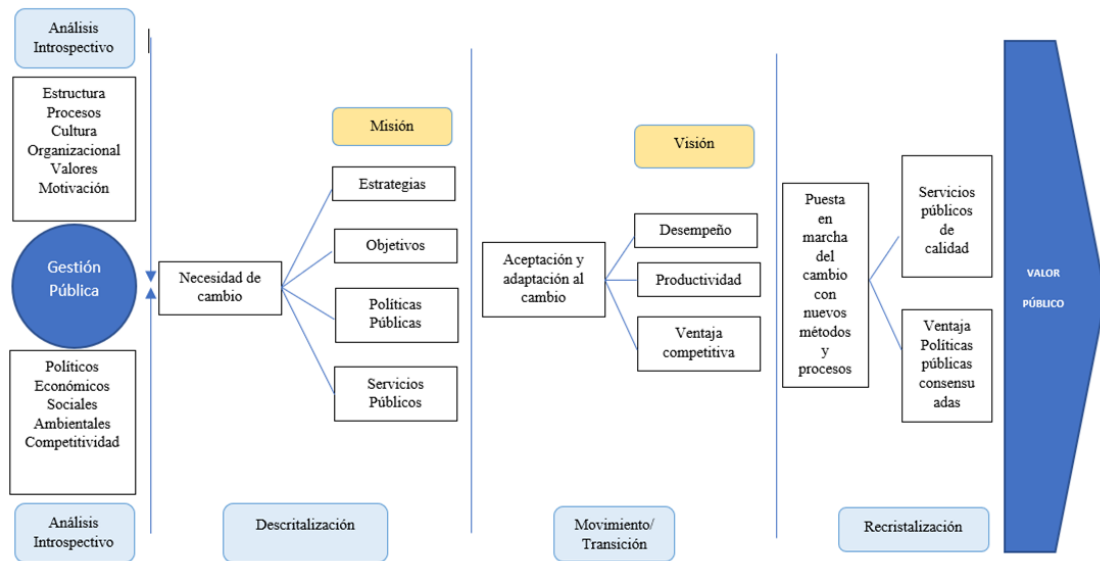 Análisis
Introspectivo
Estructura
Procesos
Cultura
Organizacional
Valores
Motivación
Gestión
Pública
Políticos
Económicos
Sociales
Ambientales
Competitividad
Análisis
Introspectivo
Necesidad de
cambio
Misión
Estrategias
Objetivos
Políticas
Públicas
Servicios
Públicos
Descritalización
Visión
Aceptación y
adaptación al
cambio
Desempeño
Productividad
Ventaja
competitiva
Movimiento/
Transición
Puesta
en
marcha
del
cambio
con
nuevos
métodos
y
procesos
Servicios
públicos
de
calidad
Ventaja
Políticas
públicas
consensu
adas
Recristalización
VALOR
PÚBLICO